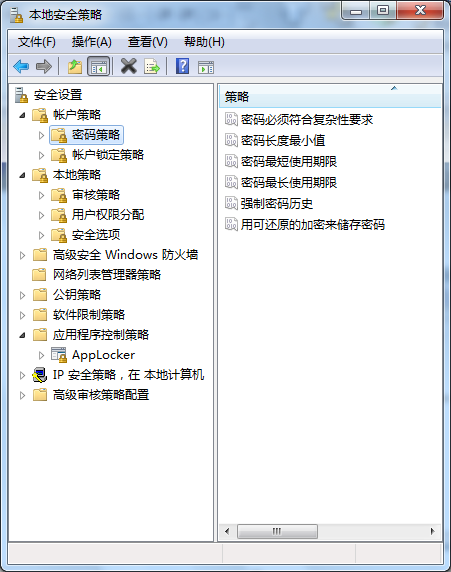 本地安全策略
文件(F) 操作(A) 查看(V) 帮助(H)
安全设置
帐户策略
密码策略
帐户锁定策略
本地策略
审核策略
用户权限分配
安全选项
高级安全 Windows 防火墙
网络列表管理器策略
公钥策略
软件限制策略
应用程序控制策略
AppLocker
IP 安全策略，在 本地计算机
高级审核策略配置
策略
密码必须符合复杂性要求
密码长度最小值
密码最短使用期限
密码最长使用期限
强制密码历史
用可还原的加密来储存密码